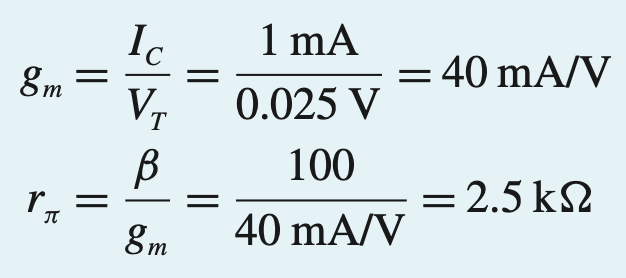 g_m = I_C / V_T = 1 mA / 0.025 V = 40 mA/V
r_π = β / g_m = 100 / 40 mA/V = 2.5 kΩ